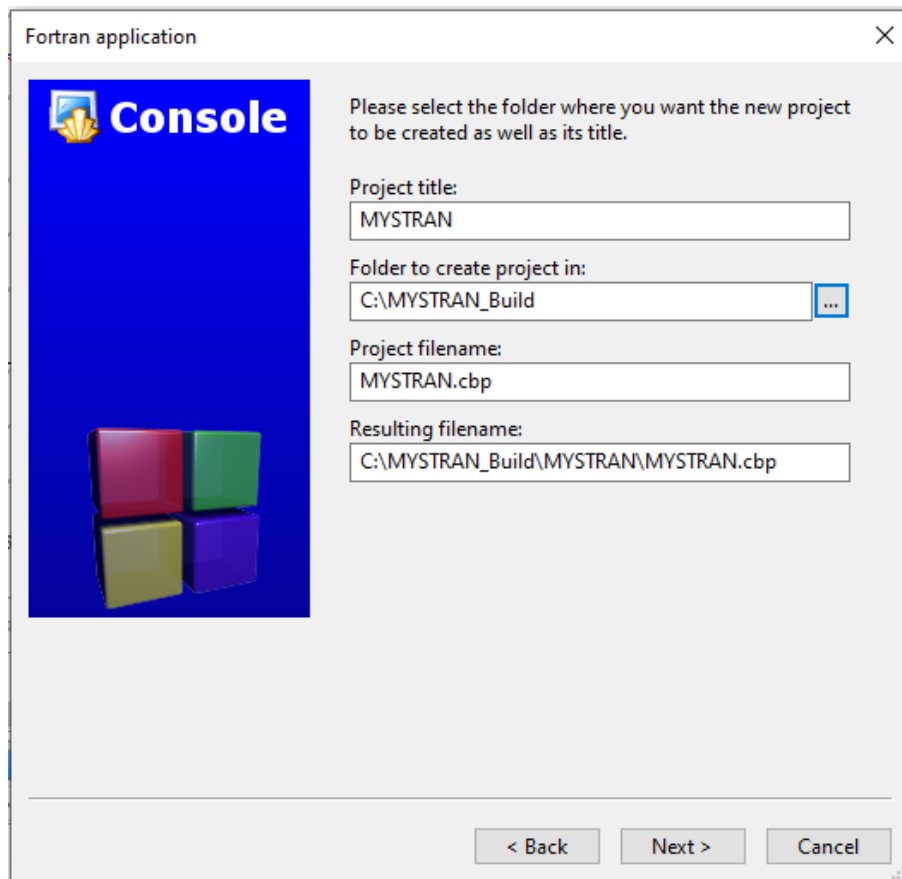 Fortran application
Console
Please select the folder where you want the new project
to be created as well as its title.
Project title:
MYSTRAN
Folder to create project in:
C:\MYSTRAN_Build
...
Project filename:
MYSTRAN.cbp
Resulting filename:
C:\MYSTRAN_Build\MYSTRAN\MYSTRAN.cbp
< Back
Next >
Cancel